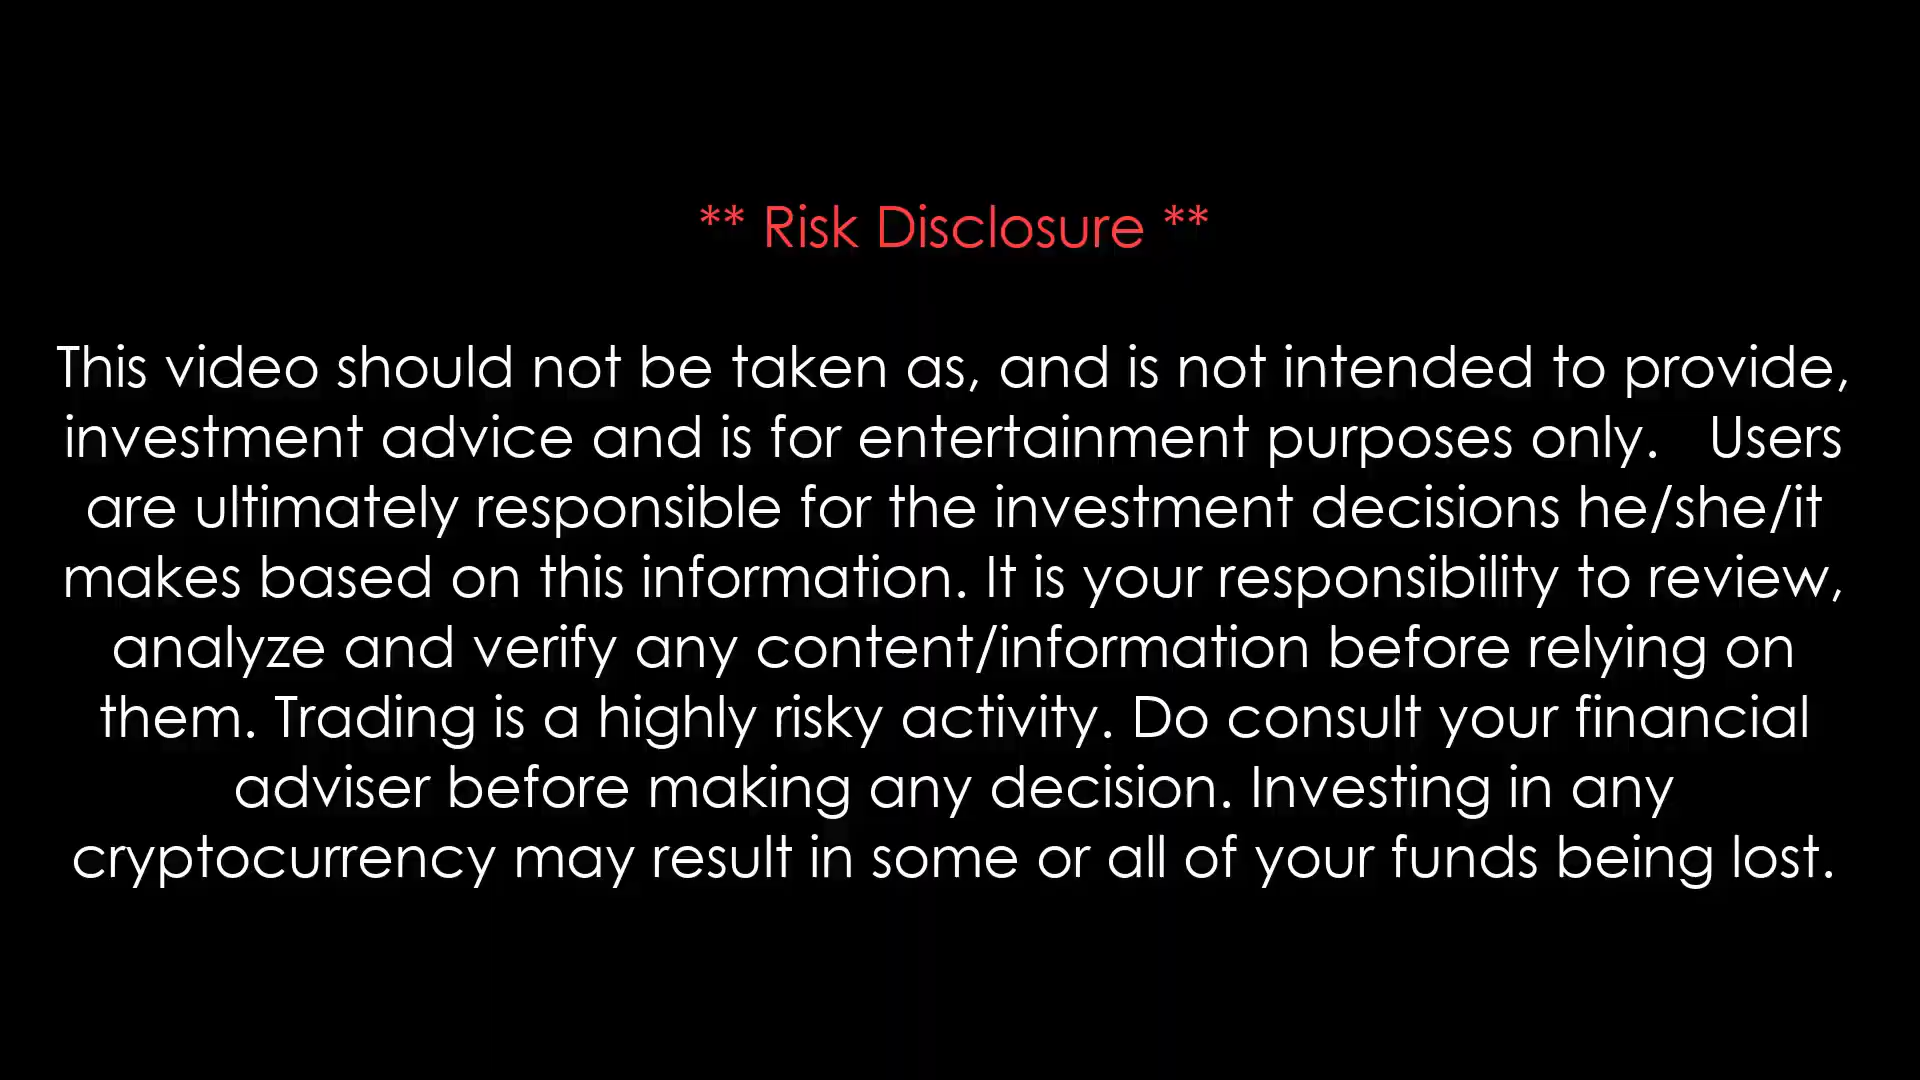 ** Risk Disclosure **
This video should not be taken as, and is not intended to provide,
investment advice and is for entertainment purposes only.   Users
are ultimately responsible for the investment decisions he/she/it
makes based on this information. It is your responsibility to review,
analyze and verify any content/information before relying on
them. Trading is a highly risky activity. Do consult your financial
adviser before making any decision. Investing in any
cryptocurrency may result in some or all of your funds being lost.